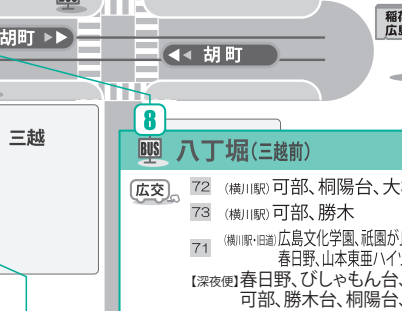 稲荷
広島
胡町
胡町
三越
8
BUS
八丁堀(三越前)
広交
72 (横川駅)可部、桐陽台、大
73 (横川駅)可部、勝木
71 (横川駅・旧道)広島文化学園、祇園が
春日野、山本東亜ハイツ
【深夜便】春日野、びしゃもん台、
可部、勝木台、桐陽台、